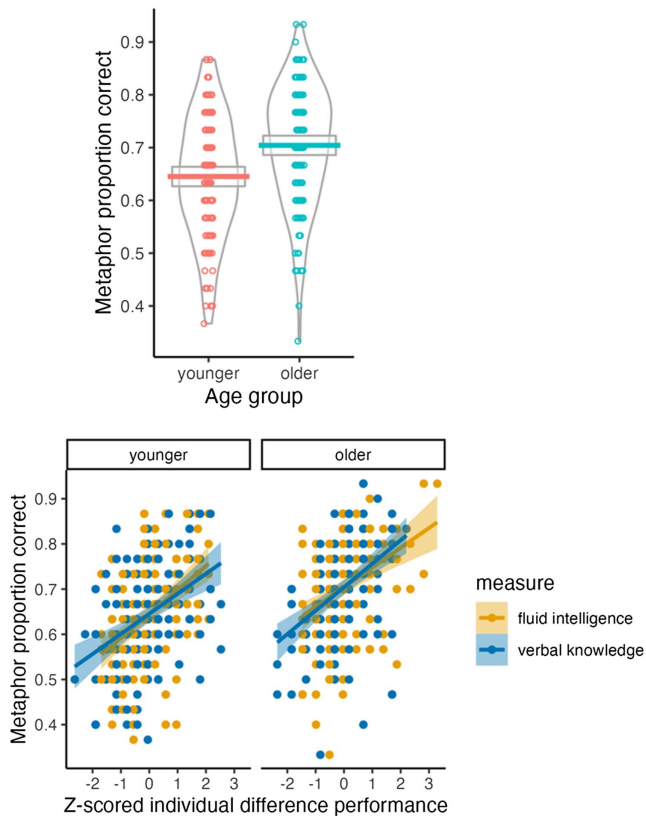 Metaphor proportion correct
0.9
0.8
0.7
0.6
0.5
0.4
younger older
Age group
younger older
Metaphor proportion correct
0.9
0.8
0.7
0.6
0.5
0.4
-2 -1 0 1 2 3 -2 -1 0 1 2 3
Z-scored individual difference performance
measure
fluid intelligence
verbal knowledge